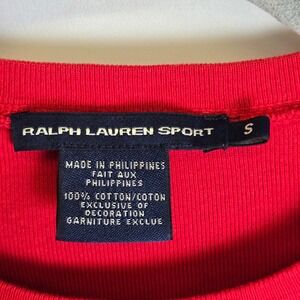 RALPH LAUREN SPORT S
MADE IN PHILIPPINES
FAIT AUX
PHILIPPINES
100% COTTON/COTON
EXCLUSIVE OF
DECORATION
GARNITURE EXCLUE